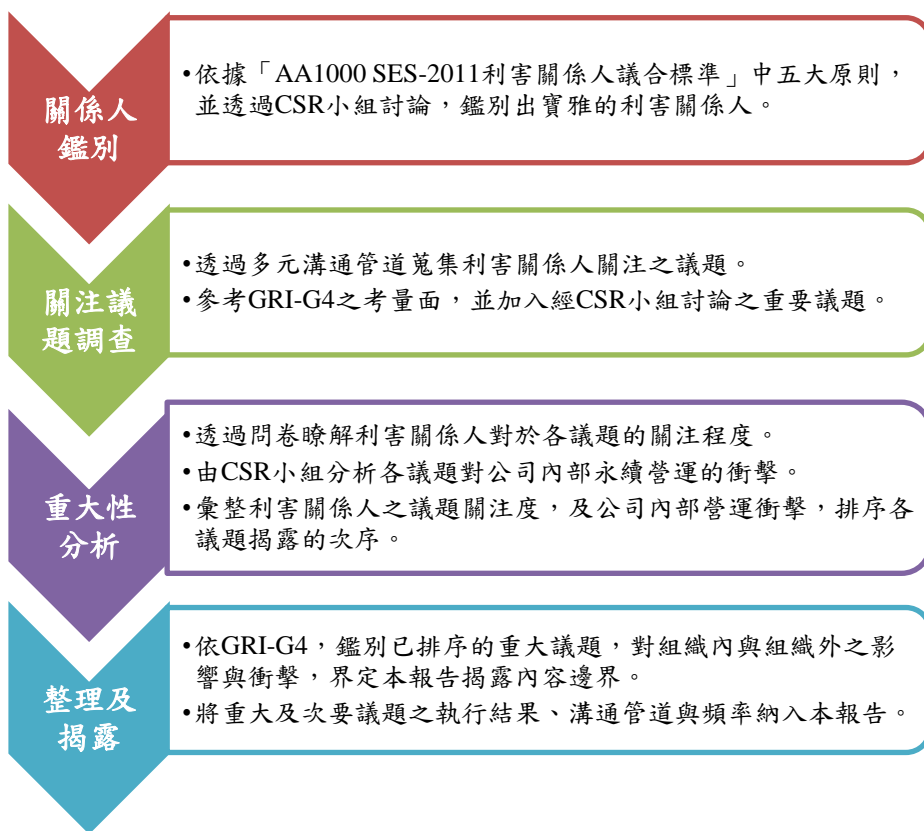 關係人
鑑別
•依據「AA1000 SES-2011利害關係人議合標準」中五大原則，
並透過CSR小組討論，鑑別出寶雅的利害關係人。
關注議
題調查
•透過多元溝通管道蒐集利害關係人關注之議題。
•參考GRI-G4之考量面，並加入經CSR小組討論之重要議題。
重大性
分析
•透過問卷瞭解利害關係人對於各議題的關注程度。
•由CSR小組分析各議題對公司內部永續營運的衝擊。
•彙整利害關係人之議題關注度，及公司內部營運衝擊，排序各
議題揭露的次序。
整理及
揭露
•依GRI-G4，鑑別已排序的重大議題，對組織內與組織外之影
響與衝擊，界定本報告揭露內容邊界。
•將重大及次要議題之執行結果、溝通管道與頻率納入本報告。